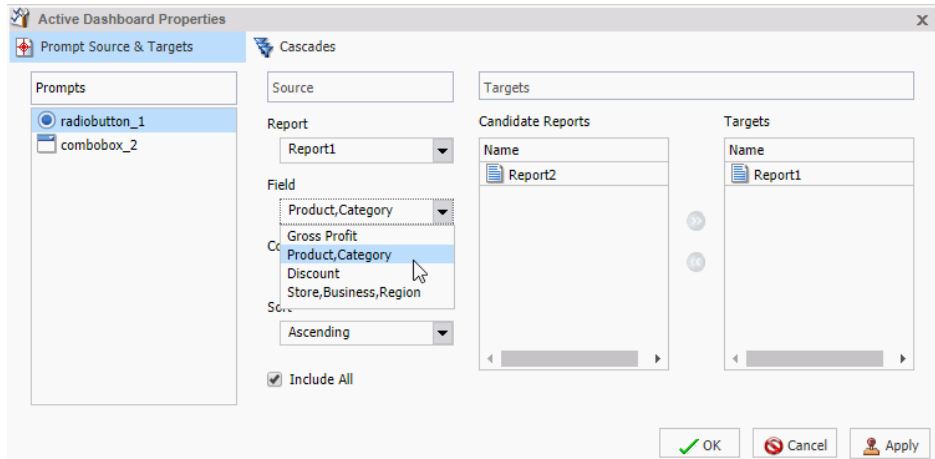 Active Dashboard Properties
x
Prompt Source & Targets
Cascades
Prompts
radiobutton_1
combobox_2
Source
Report
Report1
Field
Product,Category
Gross Profit
Product,Category
Discount
Store,Business,Region
Ascending
Include All
Targets
Candidate Reports
Name
Report2
Targets
Name
Report1
OK
Cancel
Apply